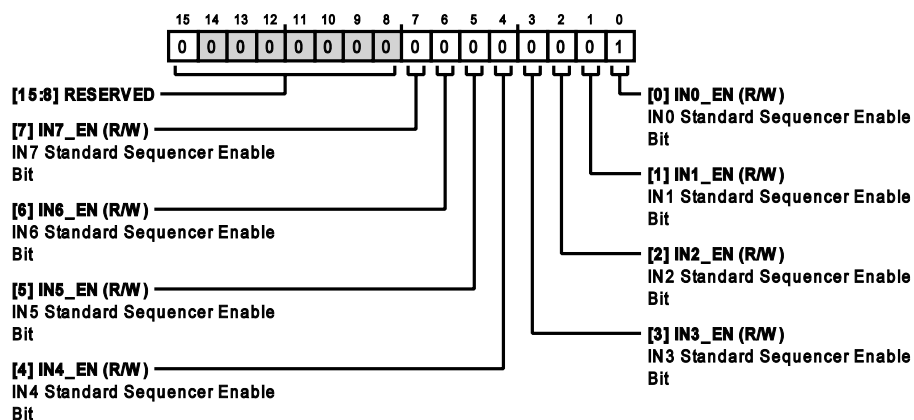 15 14 13 12 11 10 9 8 7 6 5 4 3 2 1 0
0 0 0 0 0 0 0 0 0 0 0 0 0 0 0 1
[15:8] RESERVED
[7] IN7_EN (R/W)
IN7 Standard Sequencer Enable
Bit
[6] IN6_EN (R/W)
IN6 Standard Sequencer Enable
Bit
[5] IN5_EN (R/W)
IN5 Standard Sequencer Enable
Bit
[4] IN4_EN (R/W)
IN4 Standard Sequencer Enable
Bit
[0] IN0_EN (R/W)
IN0 Standard Sequencer Enable
Bit
[1] IN1_EN (R/W)
IN1 Standard Sequencer Enable
Bit
[2] IN2_EN (R/W)
IN2 Standard Sequencer Enable
Bit
[3] IN3_EN (R/W)
IN3 Standard Sequencer Enable
Bit